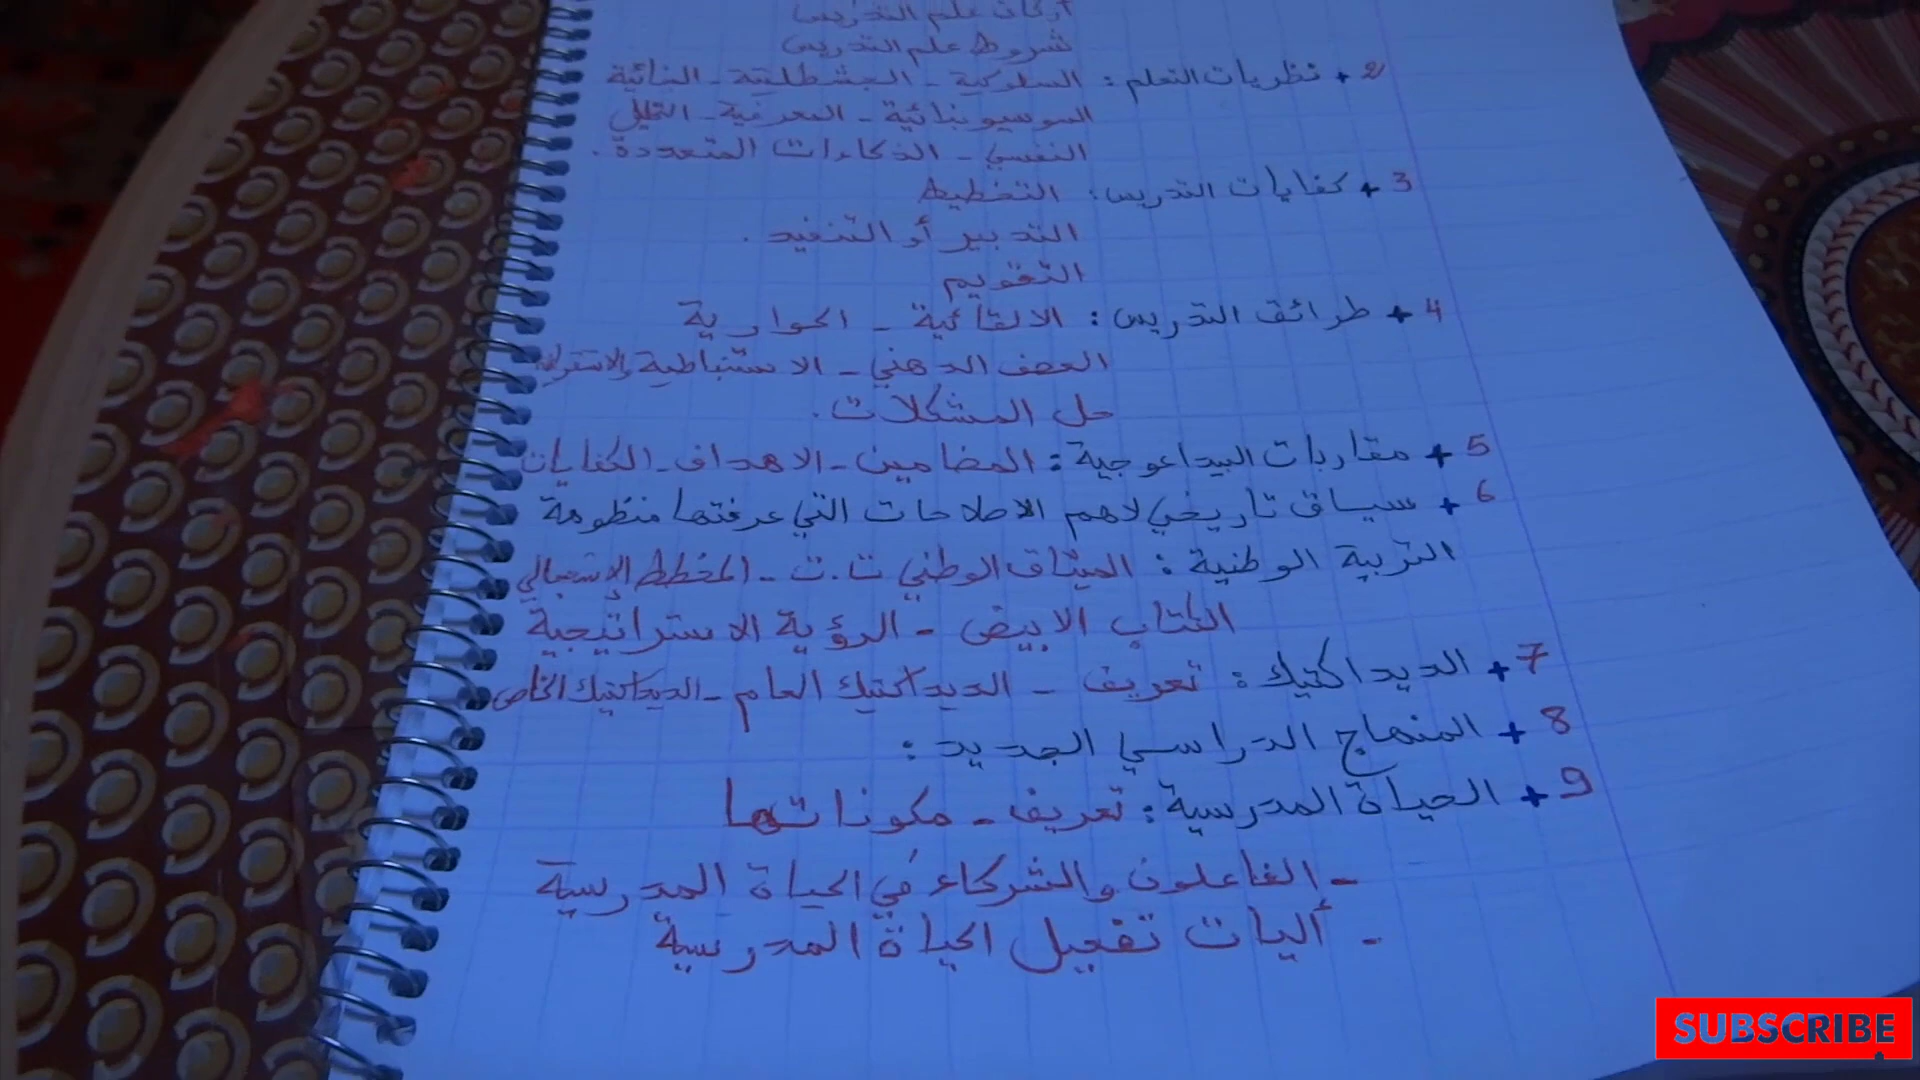 أركان علم التدريس
شروط علم التدريس
2 + نظريات التعلم : السلوكية - الجشطلتية - البنائية
السوسيوبنائية - المعرفية - التحليل
النفسي - الذكاءات المتعددة .
3 + كفايات التدريس : التخطيط
التدبير أو التنفيد .
التقويم
4 + طرائق التدريس : الالقائية - الحوارية
العصف الدهني - الاستنباطية والاستقرائية
حل المشكلات .
5 + مقاربات البيداغوجية : المضامين - الاهداف - الكفايات
6 + سياق تاريخي لاهم الاصلاحات التي عرفتها منظومة
التربية الوطنية : الميثاق الوطني ت.ت - المخطط الإستعجالي
الكتاب الابيض - الرؤية الاستراتيجية
7 + الديداكتيك : تعريف - الديداكتيك العام - الديداكتيك الخاص
8 + المنهاج الدراسي الجديد :
9 + الحياة المدرسية : تعريف - مكوناتها
- الفاعلون والشركاء في الحياة المدرسية
- أليات تفعيل الحياة المدرسية
SUBSCRIBE